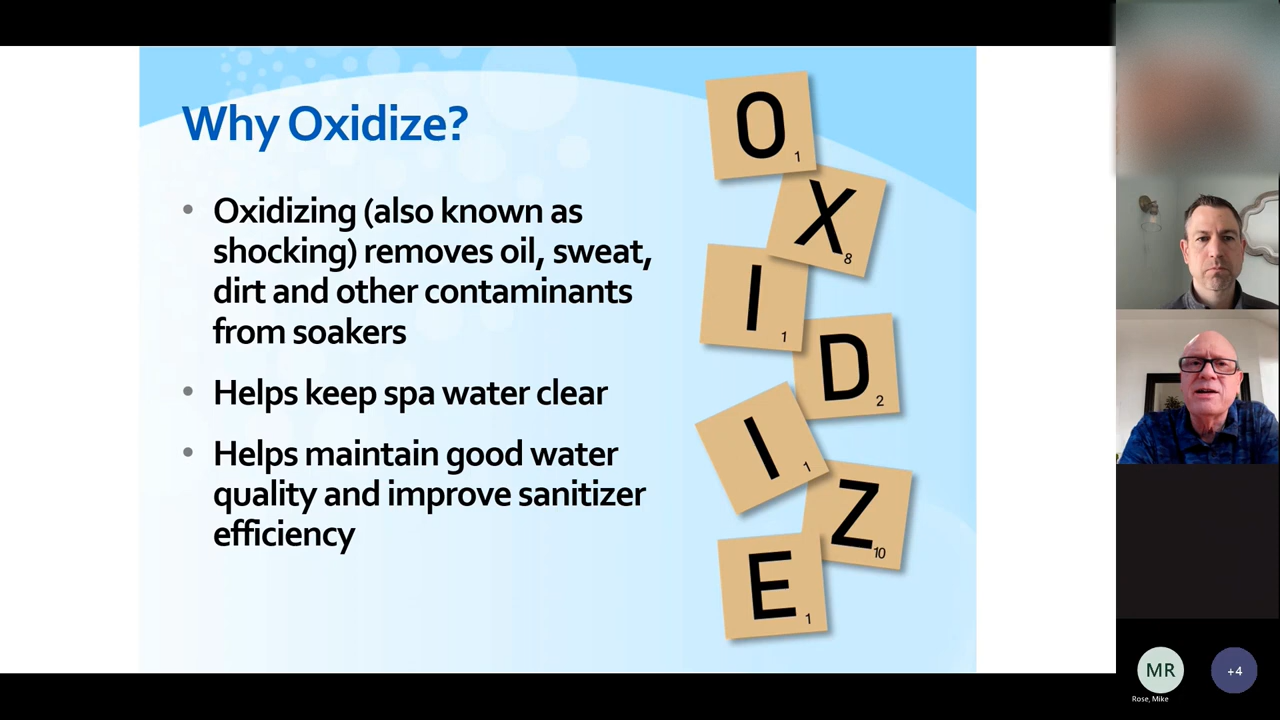 Why Oxidize?
• Oxidizing (also known as
shocking) removes oil, sweat,
dirt and other contaminants
from soakers
• Helps keep spa water clear
• Helps maintain good water
quality and improve sanitizer
efficiency
O 1
X 8
I 1
D 2
I 1
Z 10
E 1
MR
+4
Rose, Mike